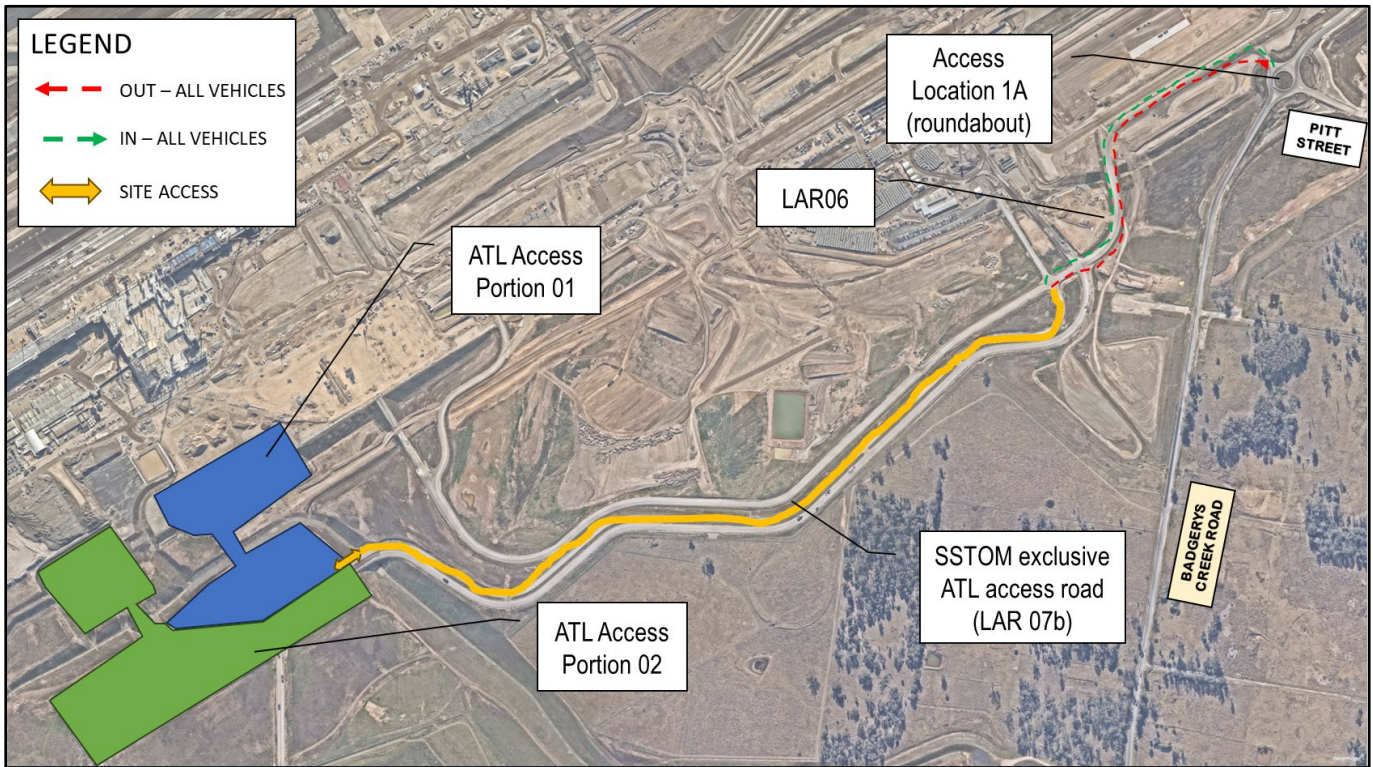 LEGEND
OUT – ALL VEHICLES
IN – ALL VEHICLES
SITE ACCESS
Access
Location 1A
(roundabout)
PITT
STREET
LAR06
ATL Access
Portion 01
SSTOM exclusive
ATL access road
(LAR 07b)
BADGERYS
CREEK ROAD
ATL Access
Portion 02